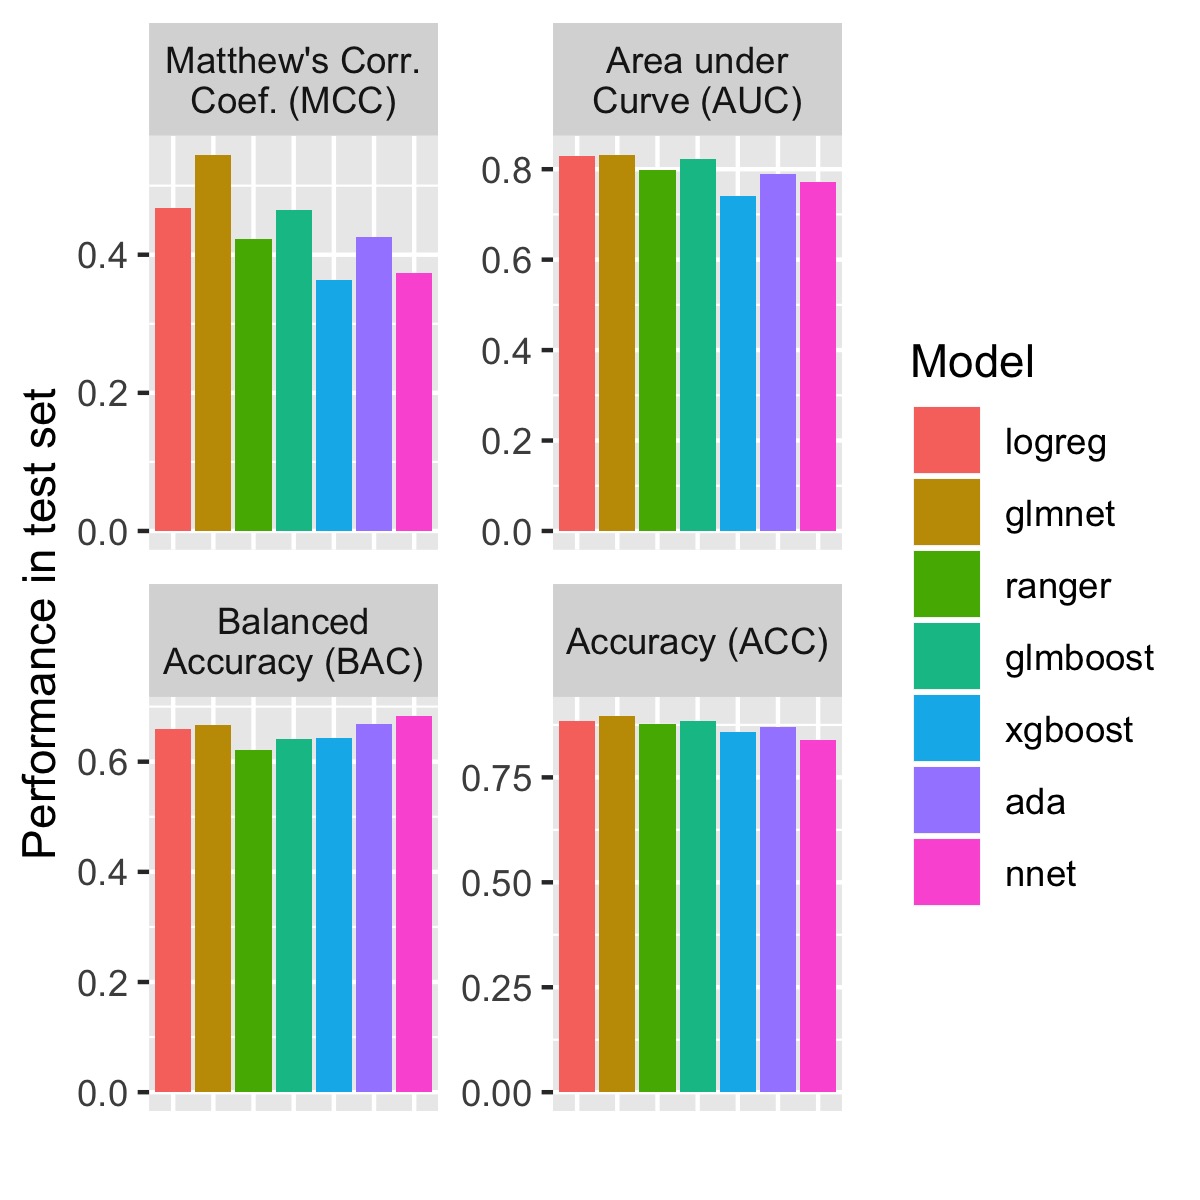 Matthew's Corr.
Coef. (MCC)
Area under
Curve (AUC)
0.4
0.2
0.0
0.8
0.6
0.4
0.2
0.0
Balanced
Accuracy (BAC)
Accuracy (ACC)
0.6
0.4
0.2
0.0
0.75
0.50
0.25
0.00
Performance in test set
Model
logreg
glmnet
ranger
glmboost
xgboost
ada
nnet